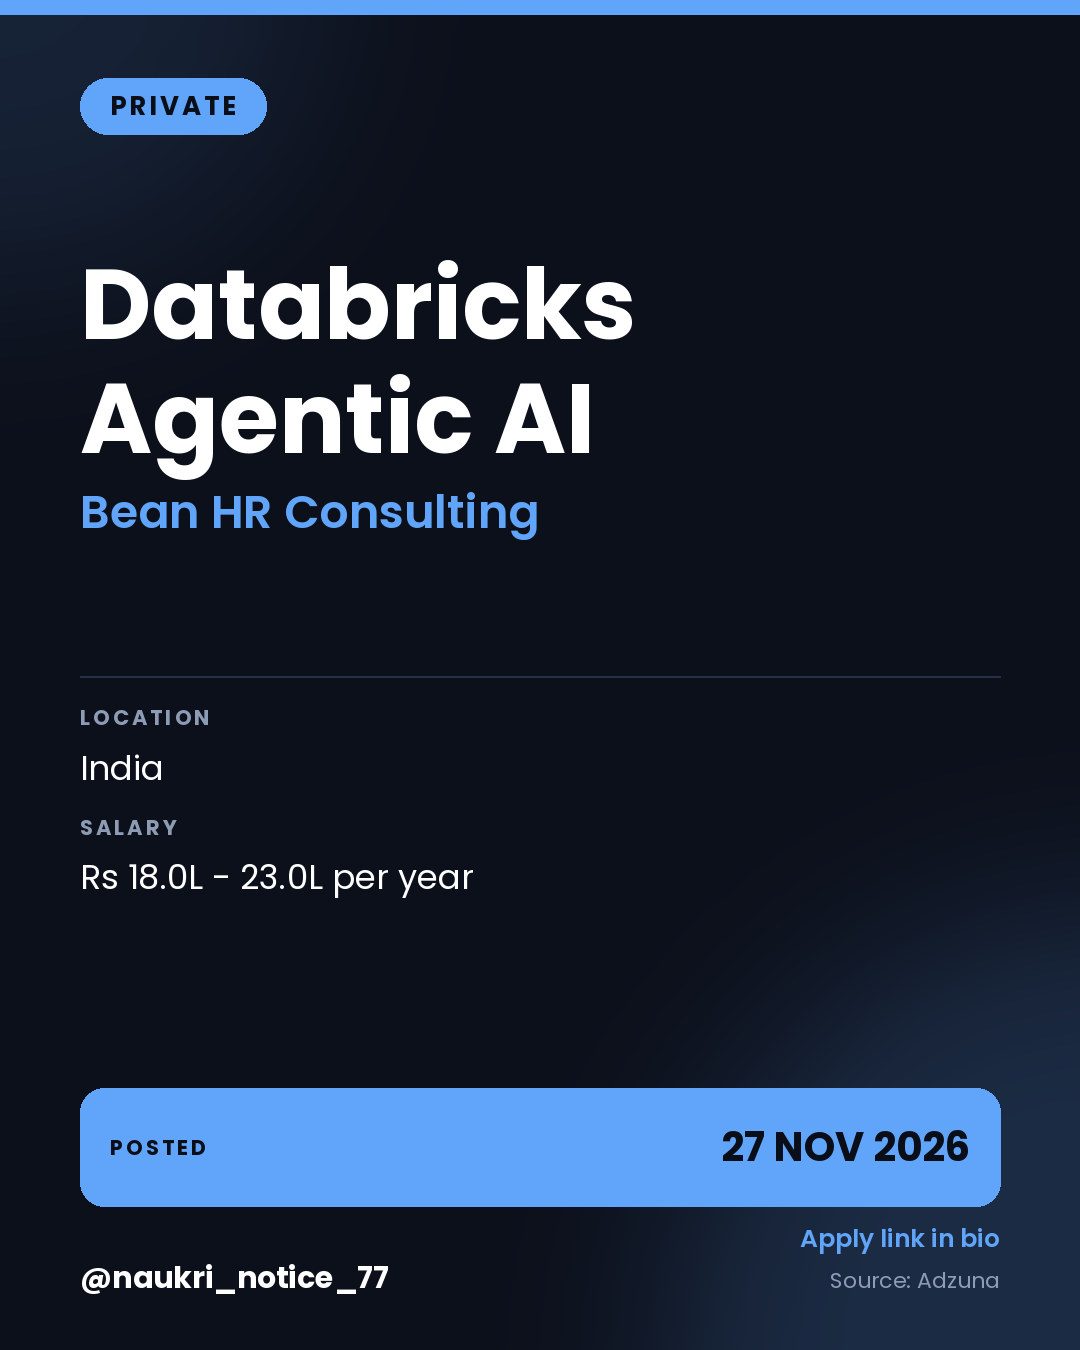 PRIVATE
Databricks
Agentic AI
Bean HR Consulting
LOCATION
India
SALARY
Rs 18.0L - 23.0L per year
POSTED
27 NOV 2026
Apply link in bio
@naukri_notice_77
Source: Adzuna